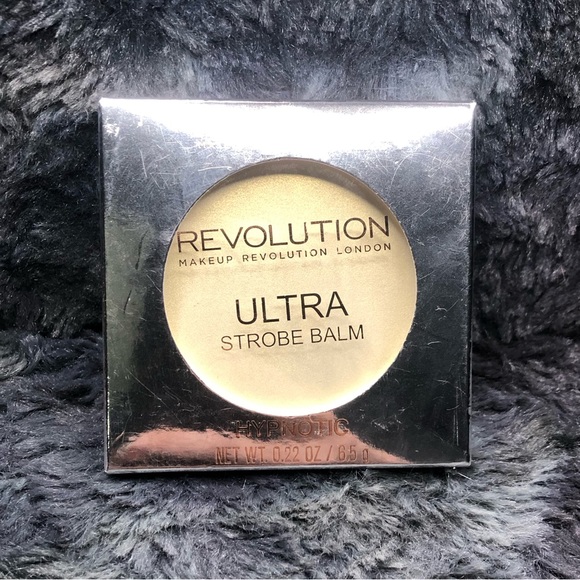 REVOLUTION
MAKEUP REVOLUTION LONDON
ULTRA
STROBE BALM
HYPNOTIC
NET WT. 0.22 OZ / 6.5 g